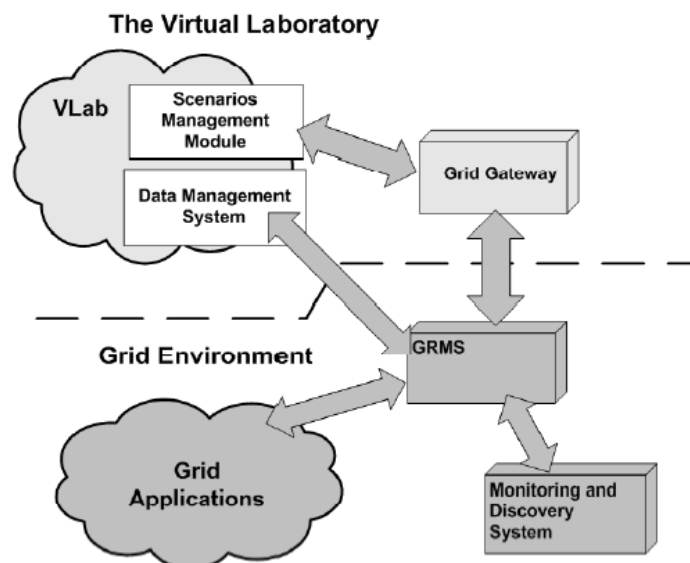 The Virtual Laboratory
VLab
Scenarios
Management
Module
Grid Gateway
Data Management
System
Grid Environment
GRMS
Grid
Applications
Monitoring and
Discovery
System